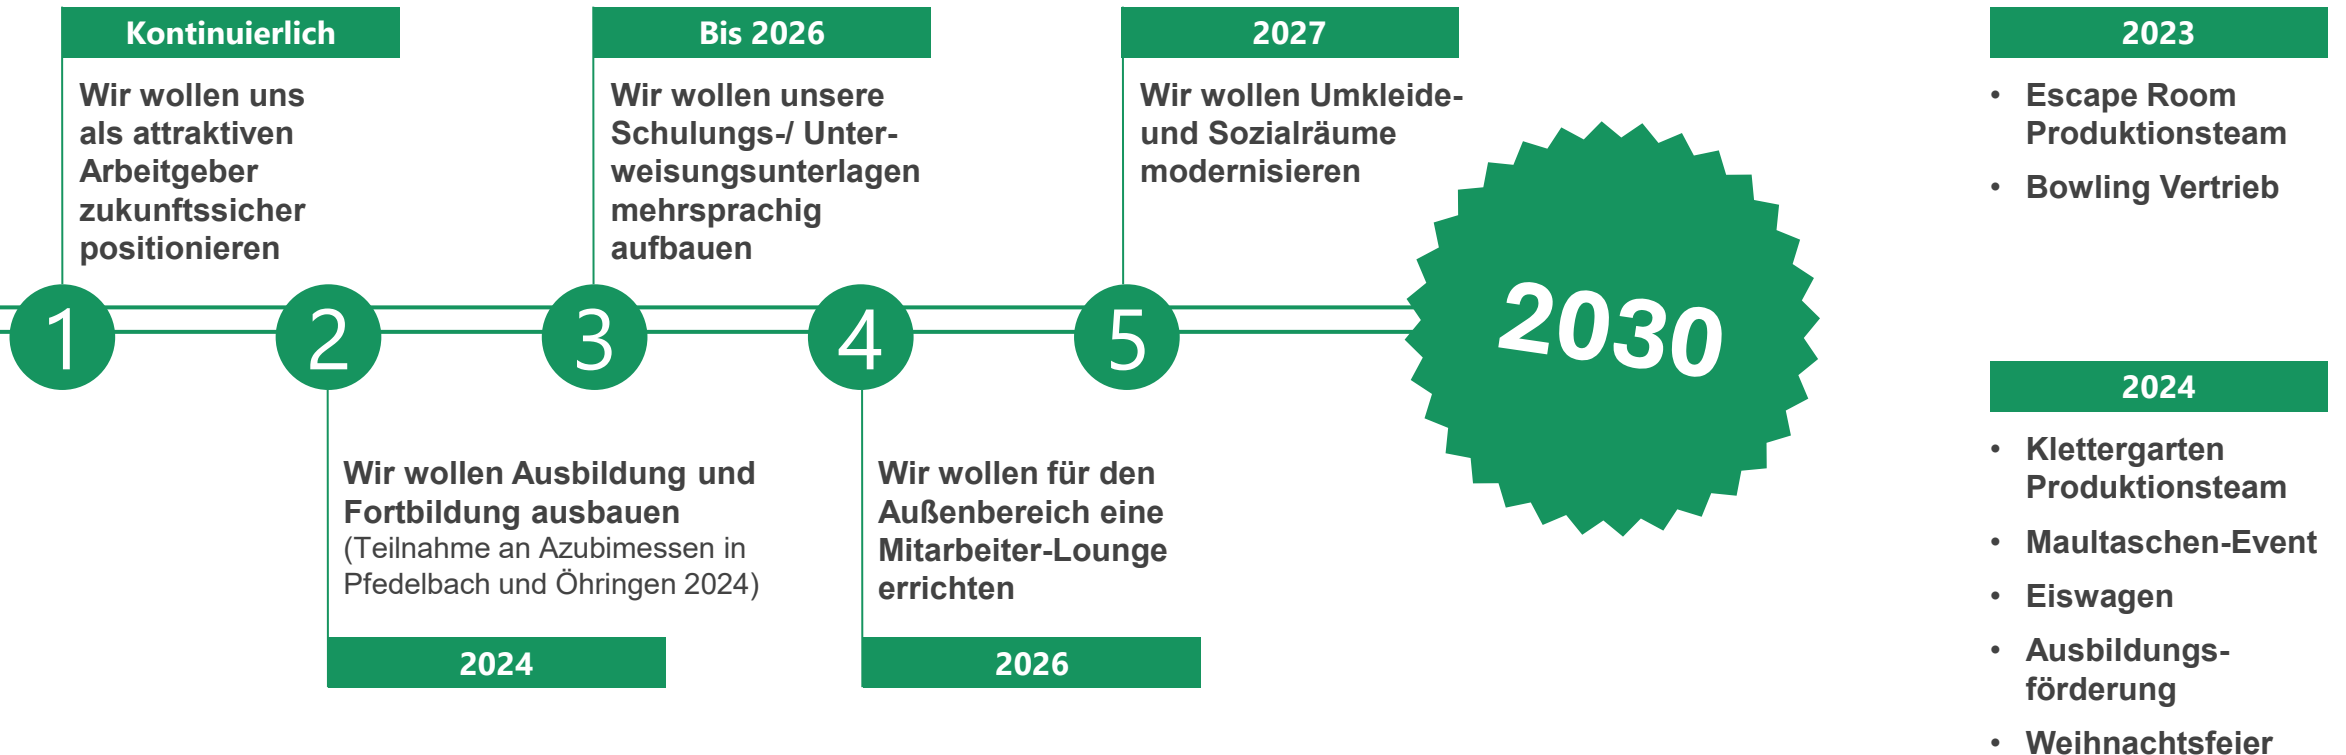 Kontinuierlich
Wir wollen uns
als attraktiven
Arbeitgeber
zukunftssicher
positionieren
Bis 2026
Wir wollen unsere
Schulungs-/ Unter-
weisungsunterlagen
mehrsprachig
aufbauen
2027
Wir wollen Umkleide-
und Sozialräume
modernisieren
1
2
3
4
5
2030
Wir wollen Ausbildung und
Fortbildung ausbauen
(Teilnahme an Azubimessen in
Pfedelbach und Öhringen 2024)
2024
Wir wollen für den
Außenbereich eine
Mitarbeiter-Lounge
errichten
2026
2023
• Escape Room
Produktionsteam
• Bowling Vertrieb
2024
• Klettergarten
Produktionsteam
• Maultaschen-Event
• Eiswagen
• Ausbildungs-
förderung
• Weihnachtsfeier